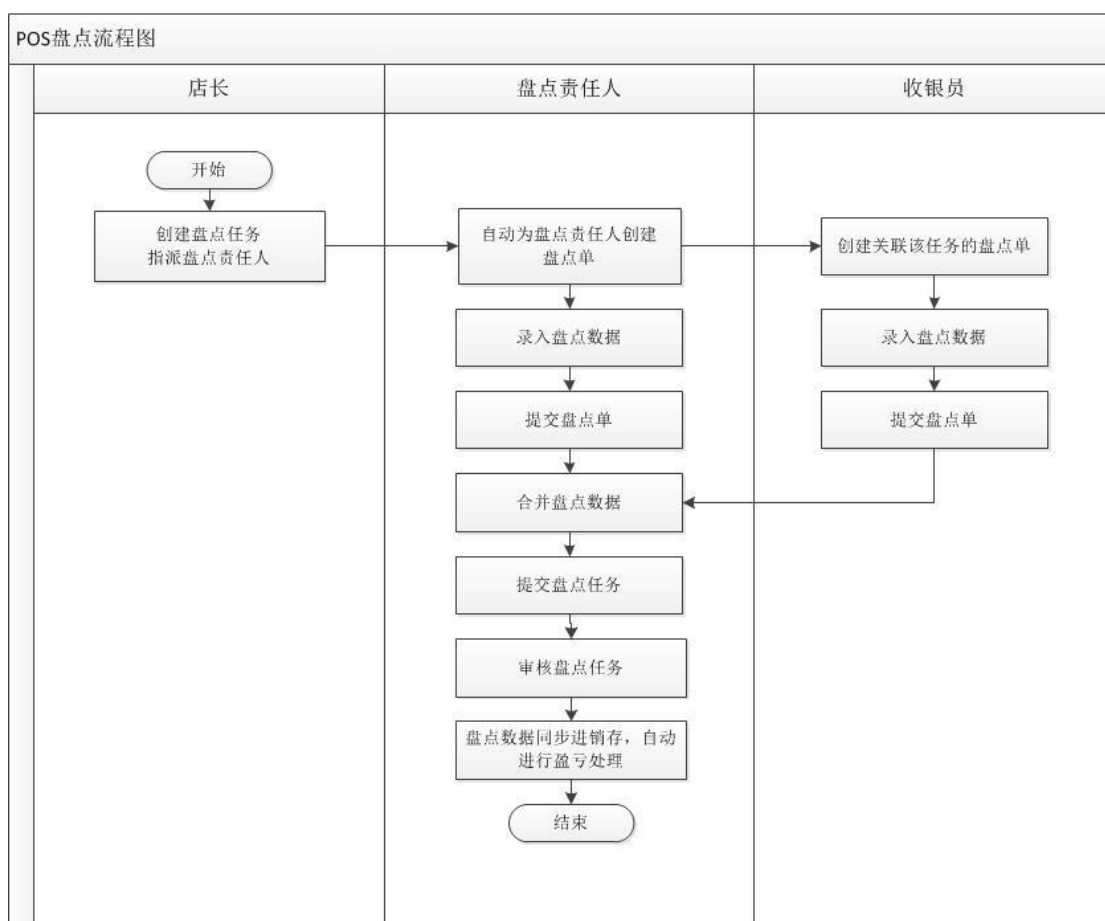 POS盘点流程图
店长
盘点责任人
收银员
开始
创建盘点任务
指派盘点责任人
自动为盘点责任人创建
盘点单
创建关联该任务的盘点单
录入盘点数据
录入盘点数据
提交盘点单
提交盘点单
合并盘点数据
提交盘点任务
审核盘点任务
盘点数据同步进销存，自动
进行盈亏处理
结束